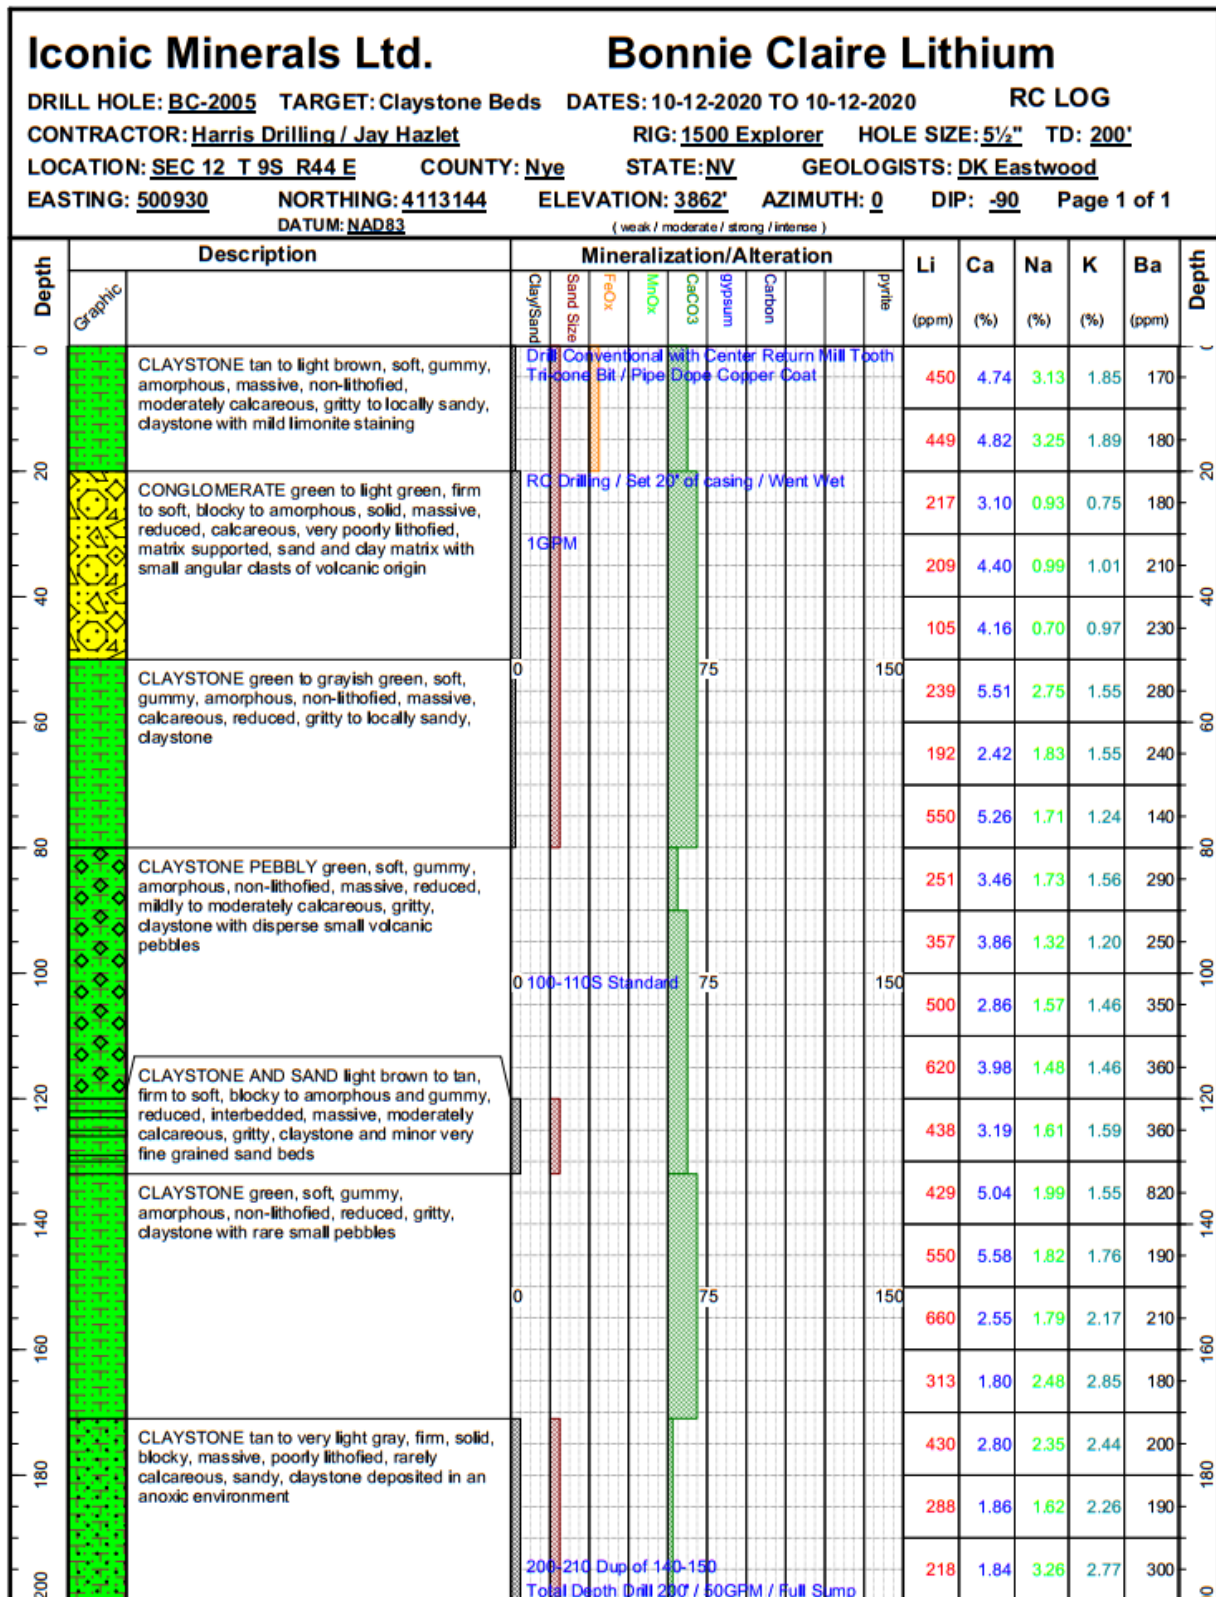 Iconic Minerals Ltd. Bonnie Claire Lithium
DRILL HOLE: BC-2005 TARGET: Claystone Beds DATES: 10-12-2020 TO 10-12-2020 RC LOG
CONTRACTOR: Harris Drilling / Jay Hazlet RIG: 1500 Explorer HOLE SIZE: 5½" TD: 200'
LOCATION: SEC 12 T 9S R44 E COUNTY: Nye STATE: NV GEOLOGISTS: DK Eastwood
EASTING: 500930 NORTHING: 4113144 ELEVATION: 3862' AZIMUTH: 0 DIP: -90 Page 1 of 1
DATUM: NAD83 ( weak / moderate / strong / intense )
Depth Description Mineralization/Alteration Li Ca Na K Ba Depth
Graphic Clay/Sand Sand Size FeOx MnOx CaCO3 gypsum Carbon pyrite (ppm) (%) (%) (%) (ppm)
0
CLAYSTONE tan to light brown, soft, gummy,
amorphous, massive, non-lithofied,
moderately calcareous, gritty to locally sandy,
claystone with mild limonite staining
Drill Conventional with Center Return Mill Tooth
Tri-cone Bit / Pipe Dope Copper Coat
450 4.74 3.13 1.85 170
449 4.82 3.25 1.89 180
20 20
CONGLOMERATE green to light green, firm
to soft, blocky to amorphous, solid, massive,
reduced, calcareous, very poorly lithofied,
matrix supported, sand and clay matrix with
small angular clasts of volcanic origin
RC Drilling / Set 20' of casing / Went Wet
1GPM
217 3.10 0.93 0.75 180
209 4.40 0.99 1.01 210
40 40
105 4.16 0.70 0.97 230
0 75 150
CLAYSTONE green to grayish green, soft,
gummy, amorphous, non-lithofied, massive,
calcareous, reduced, gritty to locally sandy,
claystone
239 5.51 2.75 1.55 280
60 60
192 2.42 1.83 1.55 240
550 5.26 1.71 1.24 140
80 80
CLAYSTONE PEBBLY green, soft, gummy,
amorphous, non-lithofied, massive, reduced,
mildly to moderately calcareous, gritty,
claystone with disperse small volcanic
pebbles
251 3.46 1.73 1.56 290
357 3.86 1.32 1.20 250
100 100
0 100-110S Standard 75 150
500 2.86 1.57 1.46 350
620 3.98 1.48 1.46 360
120 120
CLAYSTONE AND SAND light brown to tan,
firm to soft, blocky to amorphous and gummy,
reduced, interbedded, massive, moderately
calcareous, gritty, claystone and minor very
fine grained sand beds
438 3.19 1.61 1.59 360
CLAYSTONE green, soft, gummy,
amorphous, non-lithofied, reduced, gritty,
claystone with rare small pebbles
429 5.04 1.99 1.55 820
140 140
550 5.58 1.82 1.76 190
0 75 150
660 2.55 1.79 2.17 210
160 160
313 1.80 2.48 2.85 180
CLAYSTONE tan to very light gray, firm, solid,
blocky, massive, poorly lithofied, rarely
calcareous, sandy, claystone deposited in an
anoxic environment
430 2.80 2.35 2.44 200
180 180
288 1.86 1.62 2.26 190
200-210 Dup of 140-150
218 1.84 3.26 2.77 300
200
Total Depth Drill 200' / 50GPM / Full Sump